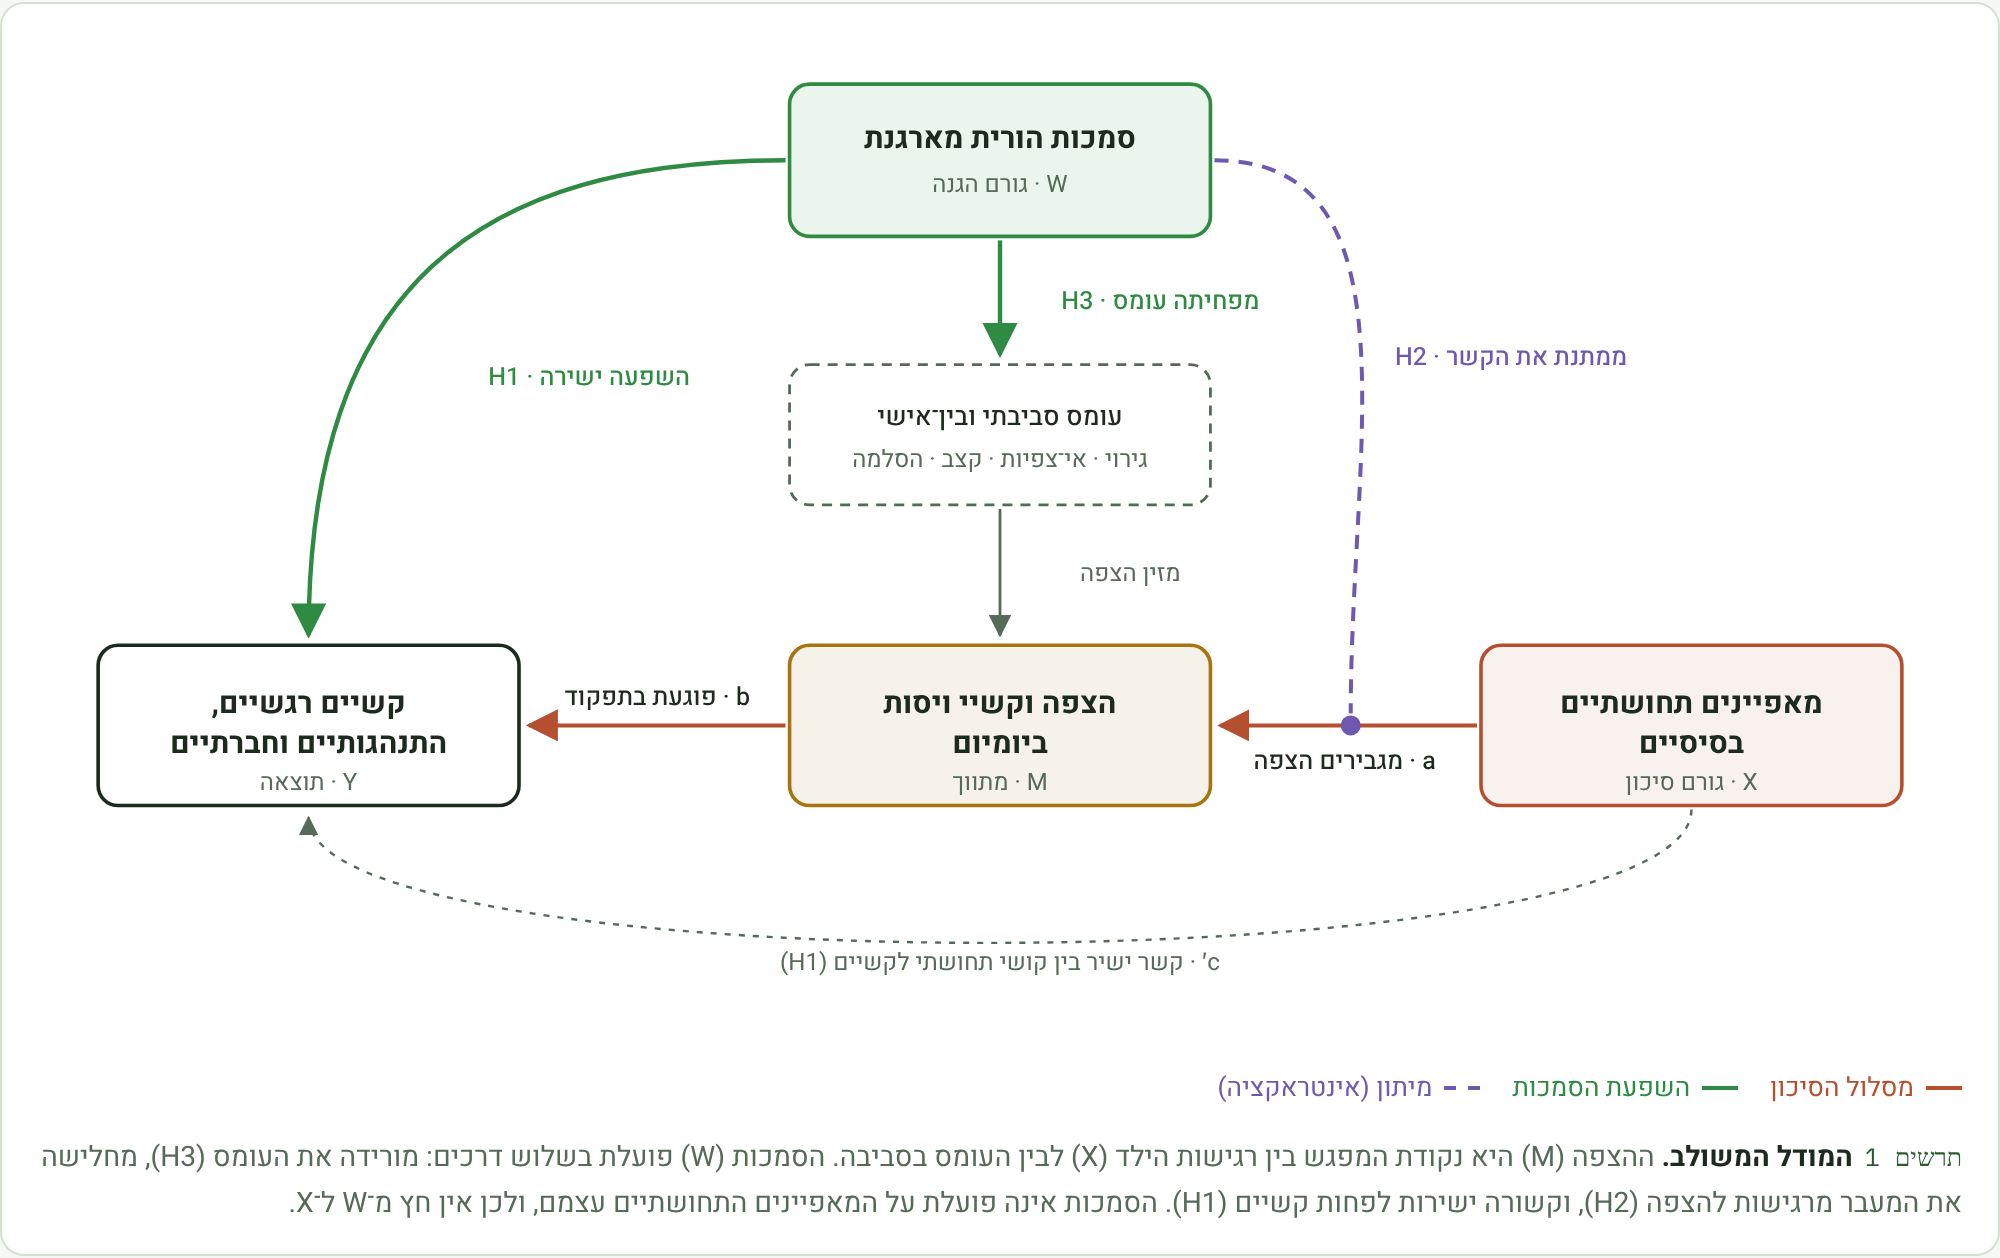 סמכות הורית מארגנת
W · גורם הגנה
מפחיתה עומס · H3
ממתנת את הקשר · H2
השפעה ישירה · H1
עומס סביבתי ובין־אישי
גירוי · אי־צפיות · קצב · הסלמה
מזין הצפה
מאפיינים תחושתיים
בסיסיים
X · גורם סיכון
a · מגבירים הצפה
הצפה וקשיי ויסות
ביומיום
M · מתווך
b · פוגעת בתפקוד
קשיים רגשיים,
התנהגותיים וחברתיים
Y · תוצאה
c' · קשר ישיר בין קושי תחושתי לקשיים (H1)
מסלול הסיכון
השפעת הסמכות
מיתון (אינטראקציה)
תרשים 1 המודל המשולב. ההצפה (M) היא נקודת המפגש בין רגישות הילד (X) לבין העומס בסביבה. הסמכות (W) פועלת בשלוש דרכים: מורידה את העומס (H3), מחלישה
את המעבר מרגישות להצפה (H2), וקשורה ישירות לפחות קשיים (H1). הסמכות אינה פועלת על המאפיינים התחושתיים עצמם, ולכן אין חץ מ־W ל־X.